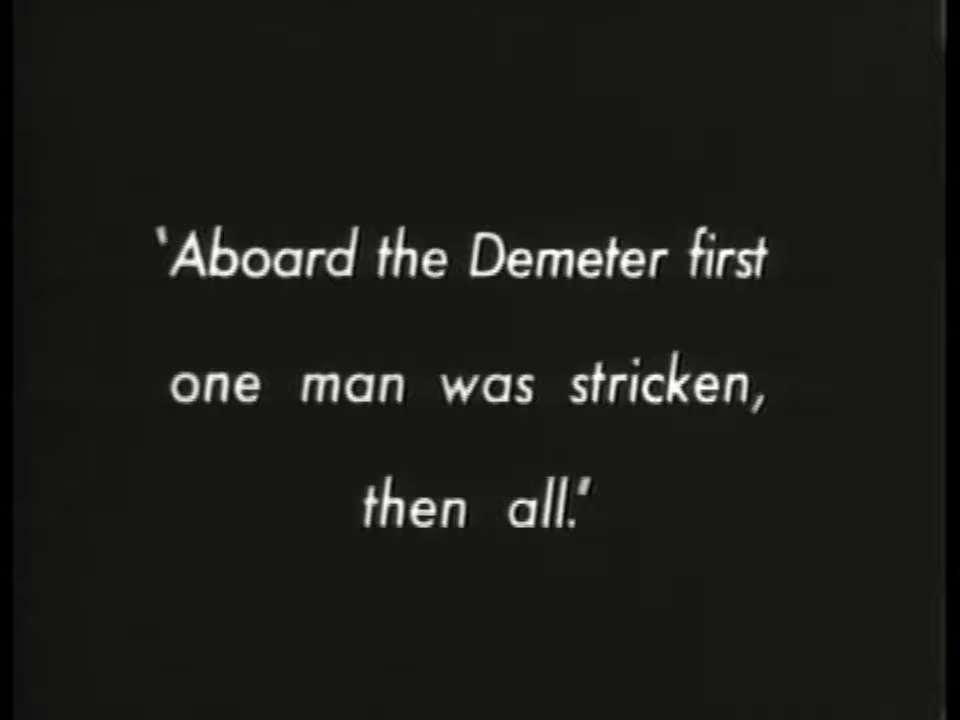 'Aboard the Demeter first
one man was stricken,
then all.'